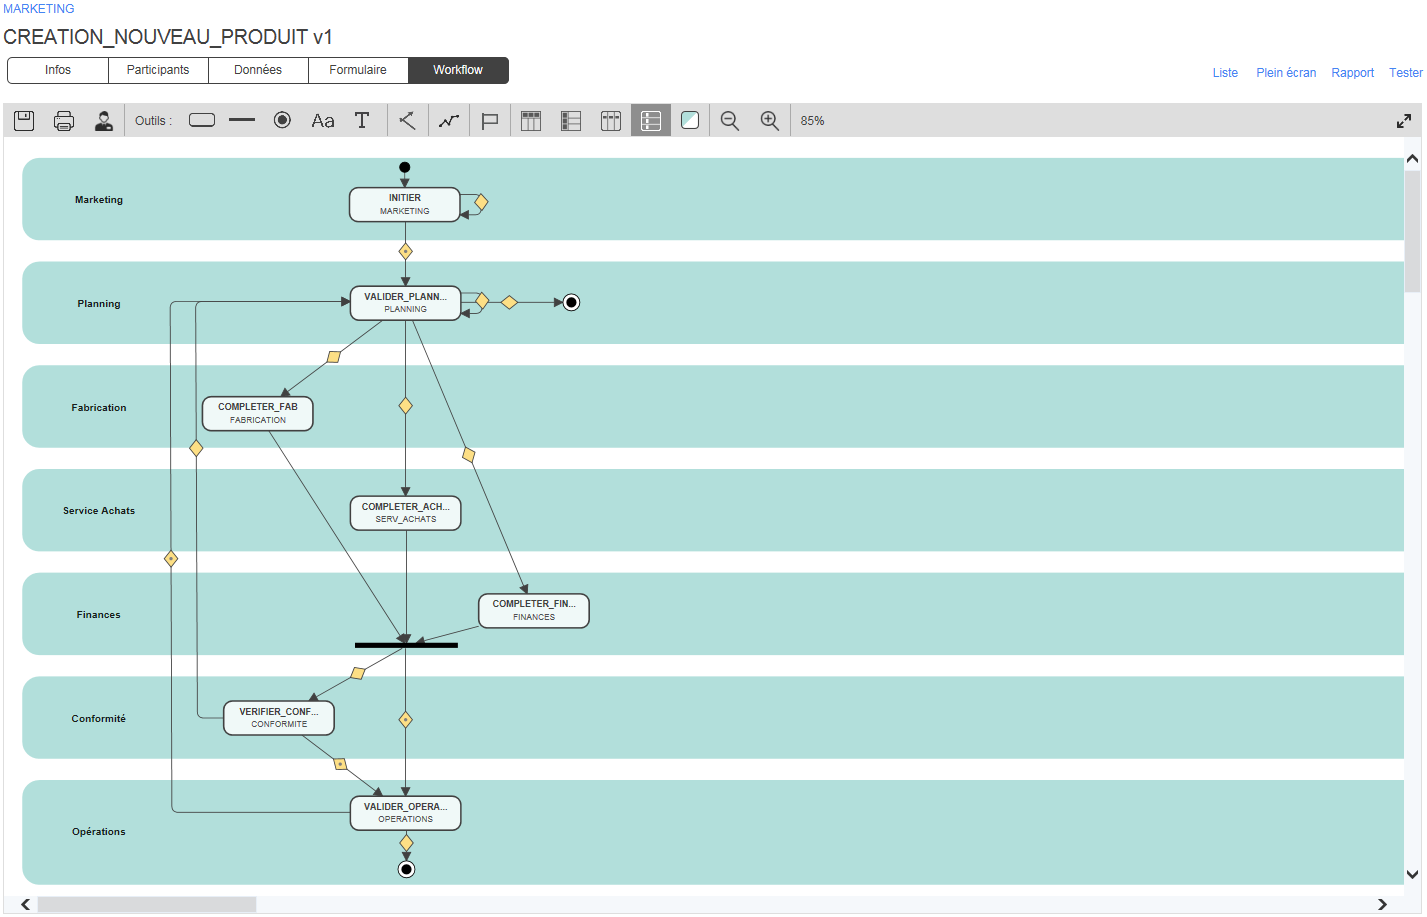 MARKETING
CREATION_NOUVEAU_PRODUIT v1
Infos
Participants
Données
Formulaire
Workflow
Liste
Plein écran
Rapport
Tester
Outils :
Aa
T
85%
Marketing
INITIER
MARKETING
Planning
VALIDER_PLANN...
PLANNING
Fabrication
COMPLETER_FAB
FABRICATION
Service Achats
COMPLETER_ACH...
SERV_ACHATS
Finances
COMPLETER_FIN...
FINANCES
Conformité
VERIFIER_CONF...
CONFORMITE
Opérations
VALIDER_OPERA...
OPERATIONS